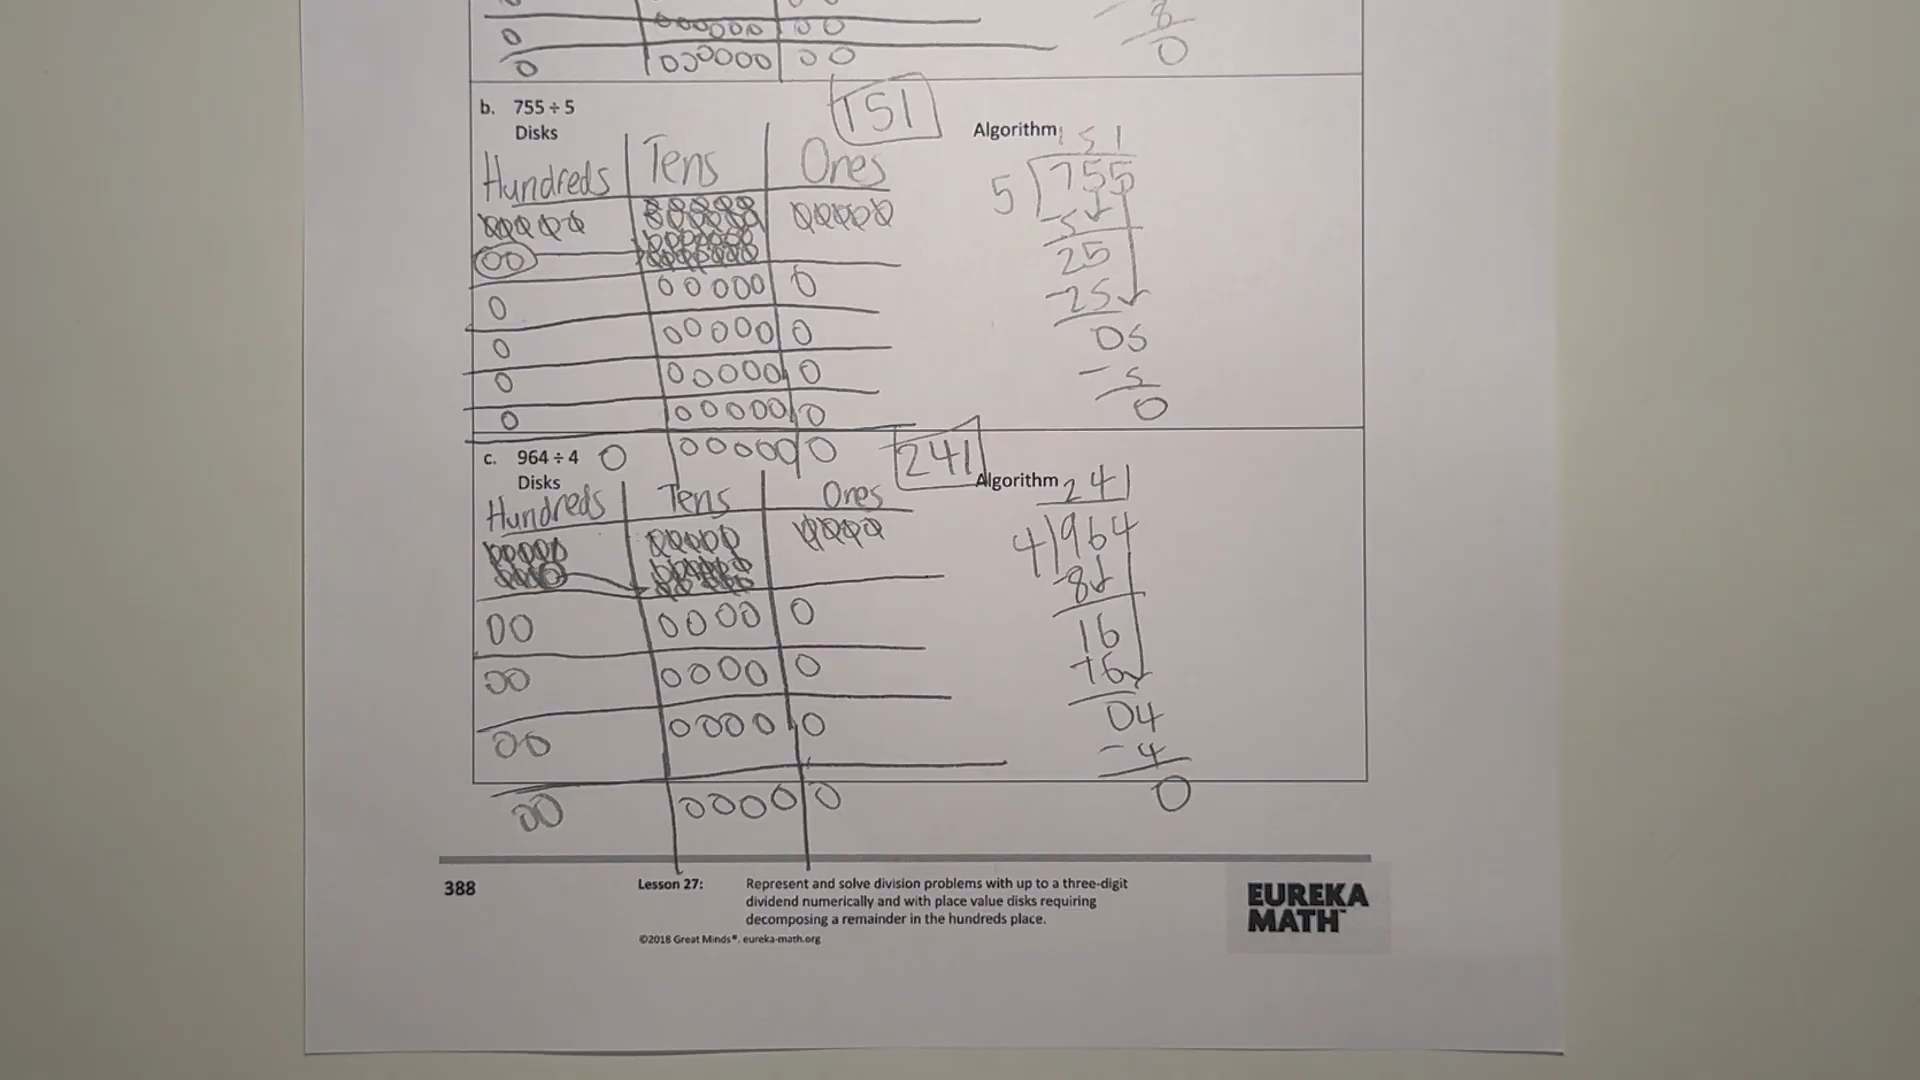 8
0
b. 755 ÷ 5
Disks
151
Algorithm
Hundreds Tens Ones
151
5 755
-5
25
-25
05
-5
0
c. 964 ÷ 4
Disks
241
Algorithm
Hundreds Tens Ones
241
4 964
-8
16
-16
04
-4
0
388
Lesson 27: Represent and solve division problems with up to a three-digit
dividend numerically and with place value disks requiring
decomposing a remainder in the hundreds place.
©2018 Great Minds®. eureka-math.org
EUREKA
MATH™